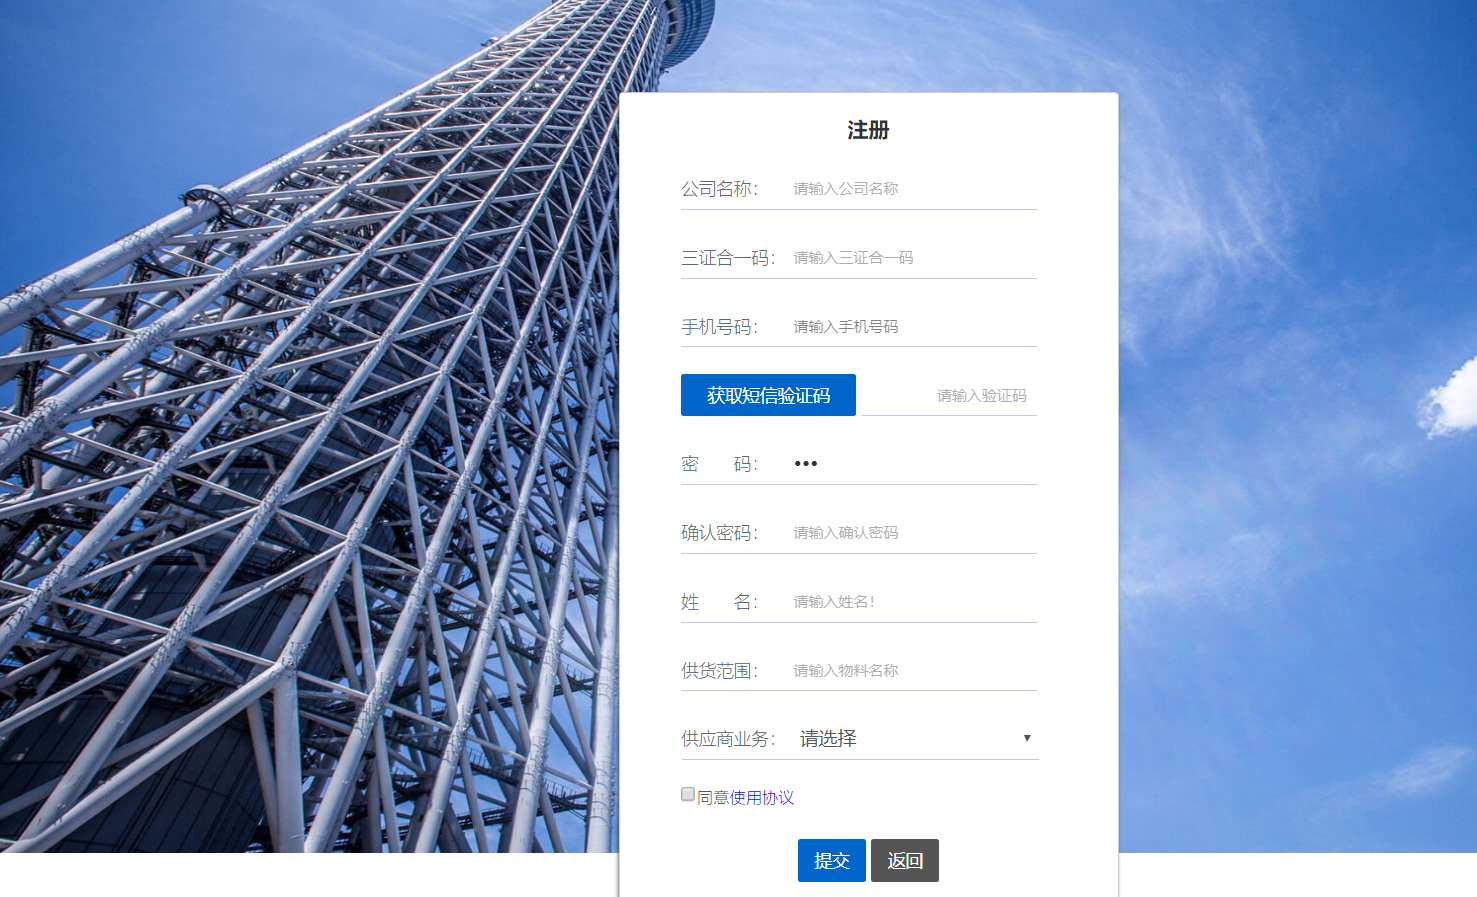 注册
公司名称： 请输入公司名称
三证合一码： 请输入三证合一码
手机号码： 请输入手机号码
获取短信验证码 请输入验证码
密　　码： •••
确认密码： 请输入确认密码
姓　　名： 请输入姓名！
供货范围： 请输入物料名称
供应商业务： 请选择
同意使用协议
提交 返回